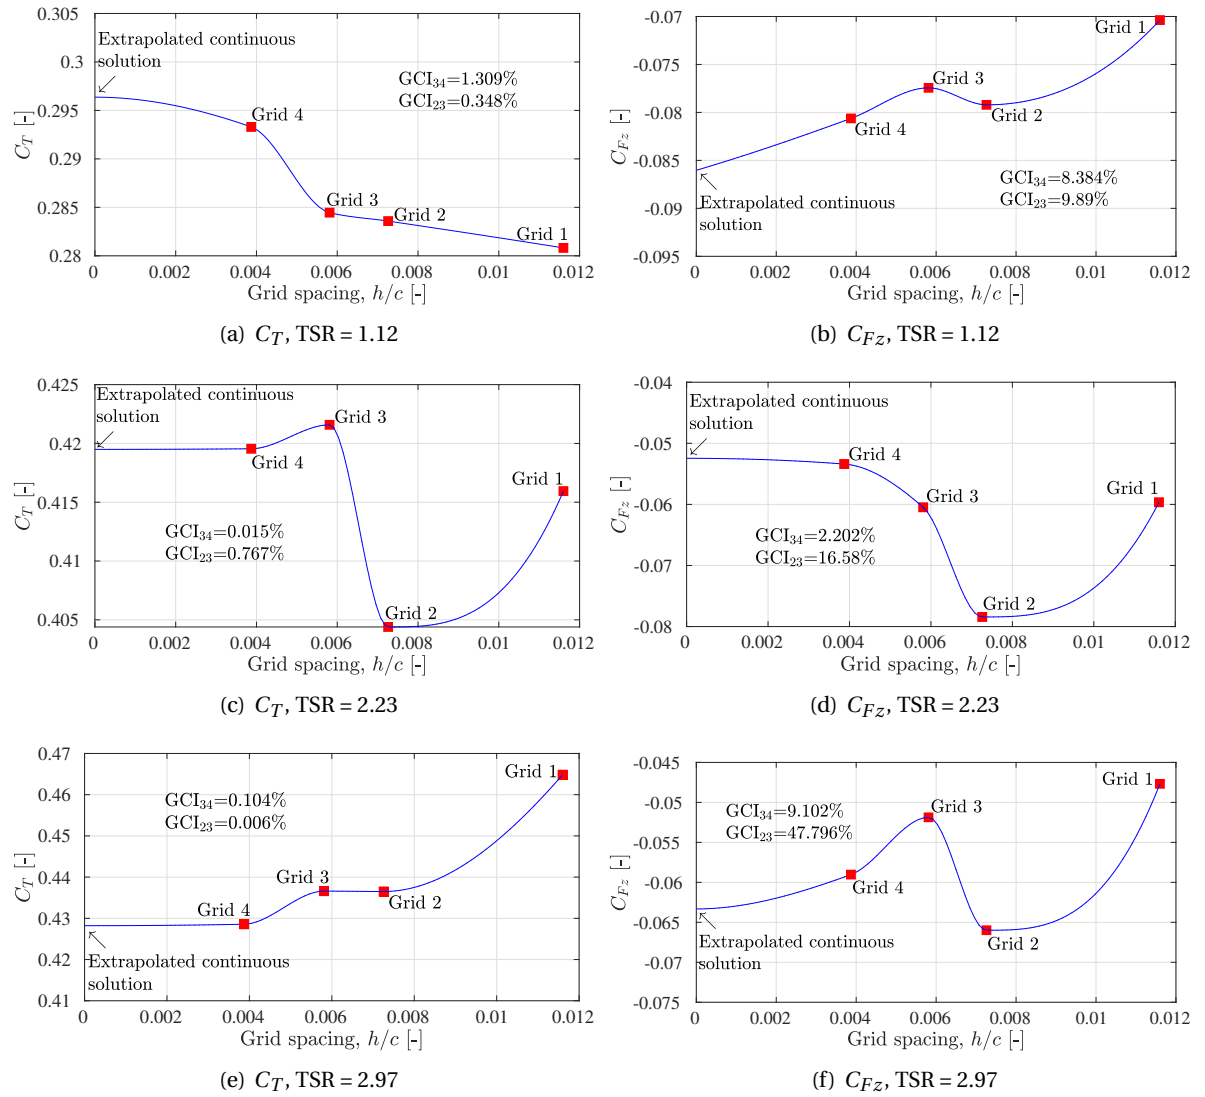 0.305
0.3
0.295
0.29
0.285
0.28
C_T [-]
Extrapolated continuous
solution
GCI34=1.309%
GCI23=0.348%
Grid 4
Grid 3
Grid 2
Grid 1
0 0.002 0.004 0.006 0.008 0.01 0.012
Grid spacing, h/c [-]
(a) C_T, TSR = 1.12
-0.07
-0.075
-0.08
-0.085
-0.09
-0.095
C_Fz [-]
Grid 1
Grid 3
Grid 2
Grid 4
GCI34=8.384%
GCI23=9.89%
Extrapolated continuous
solution
0 0.002 0.004 0.006 0.008 0.01 0.012
Grid spacing, h/c [-]
(b) C_Fz, TSR = 1.12
0.425
0.42
0.415
0.41
0.405
C_T [-]
Extrapolated continuous
solution
Grid 3
Grid 4
Grid 1
GCI34=0.015%
GCI23=0.767%
Grid 2
0 0.002 0.004 0.006 0.008 0.01 0.012
Grid spacing, h/c [-]
(c) C_T, TSR = 2.23
-0.04
-0.05
-0.06
-0.07
-0.08
C_Fz [-]
Extrapolated continuous
solution
Grid 4
Grid 3
Grid 1
GCI34=2.202%
GCI23=16.58%
Grid 2
0 0.002 0.004 0.006 0.008 0.01 0.012
Grid spacing, h/c [-]
(d) C_Fz, TSR = 2.23
0.47
0.46
0.45
0.44
0.43
0.42
0.41
C_T [-]
Grid 1
GCI34=0.104%
GCI23=0.006%
Grid 3
Grid 2
Grid 4
Extrapolated continuous
solution
0 0.002 0.004 0.006 0.008 0.01 0.012
Grid spacing, h/c [-]
(e) C_T, TSR = 2.97
-0.045
-0.05
-0.055
-0.06
-0.065
-0.07
-0.075
C_Fz [-]
Grid 1
GCI34=9.102%
GCI23=47.796%
Grid 3
Grid 4
Grid 2
Extrapolated continuous
solution
0 0.002 0.004 0.006 0.008 0.01 0.012
Grid spacing, h/c [-]
(f) C_Fz, TSR = 2.97